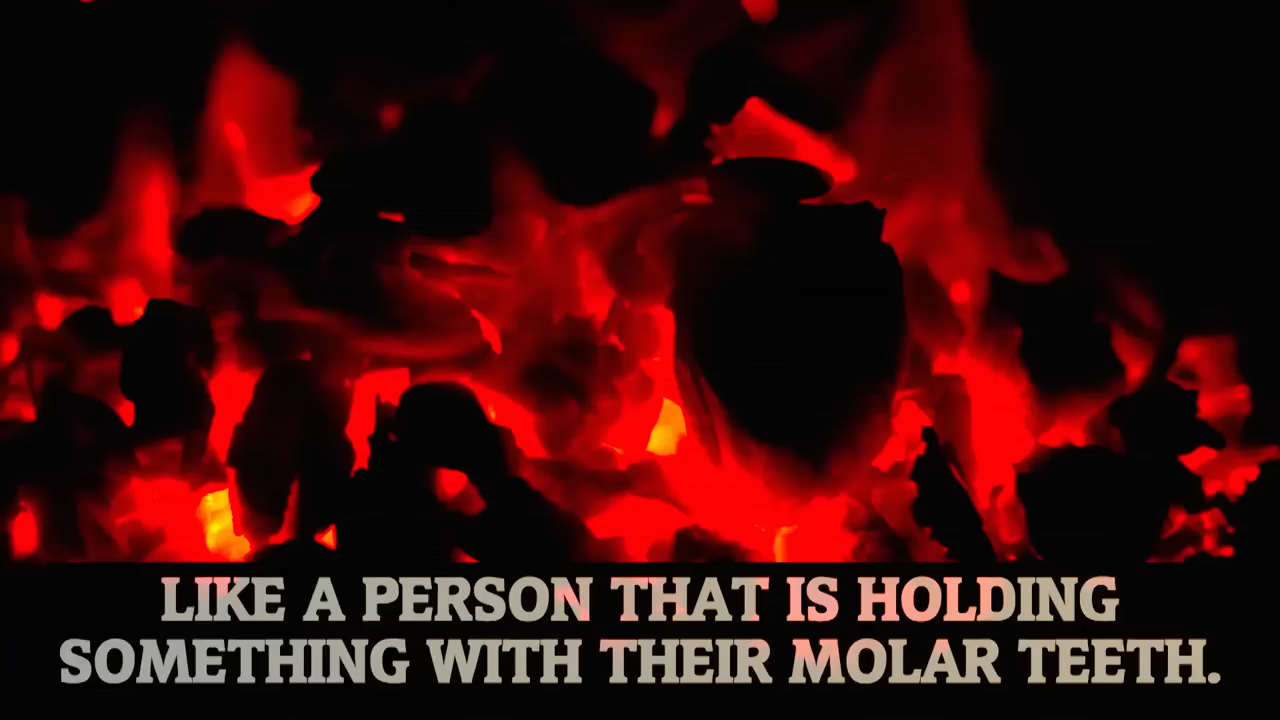 LIKE A PERSON THAT IS HOLDING
SOMETHING WITH THEIR MOLAR TEETH.